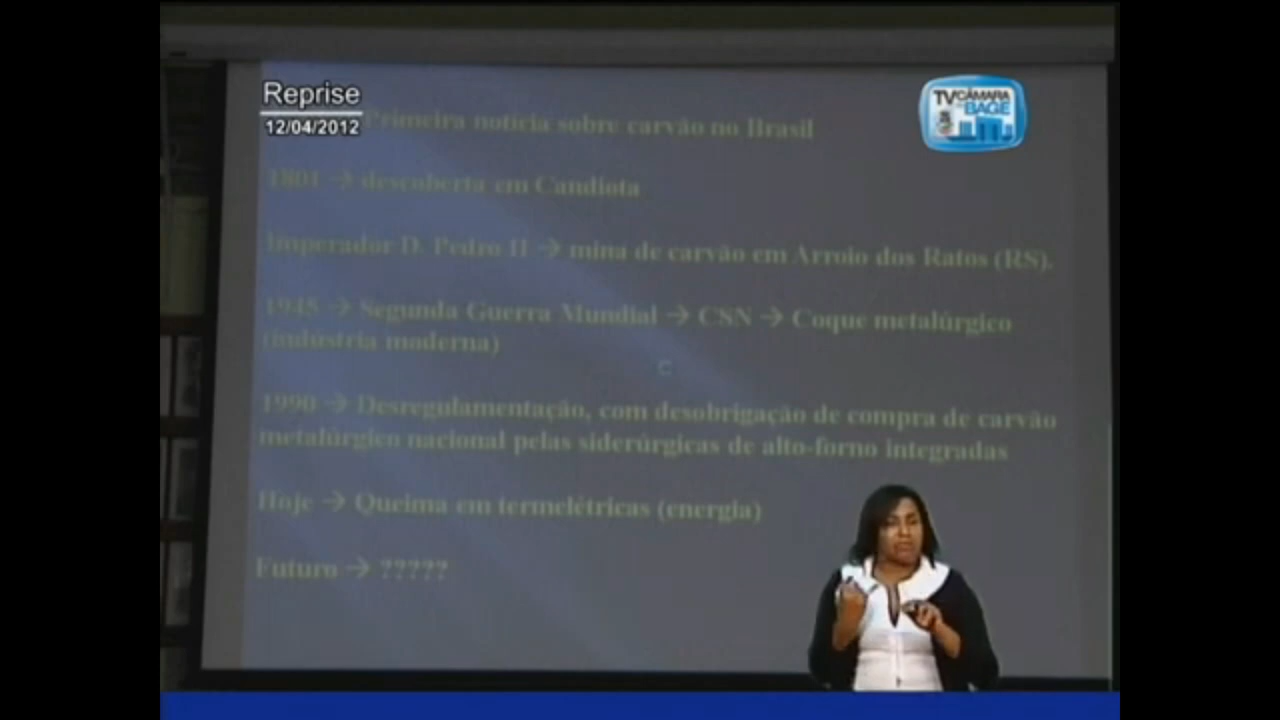 Reprise
12/04/2012
TV CÂMARA
BAGÉ
Primeira notícia sobre carvão no Brasil
1801 → descoberta em Candiota
Imperador D. Pedro II → mina de carvão em Arroio dos Ratos (RS).
1945 → Segunda Guerra Mundial → CSN → Coque metalúrgico
(indústria moderna)
C
1990 → Desregulamentação, com desobrigação de compra de carvão
metalúrgico nacional pelas siderúrgicas de alto-forno integradas
Hoje → Queima em termelétricas (energia)
Futuro → ?????